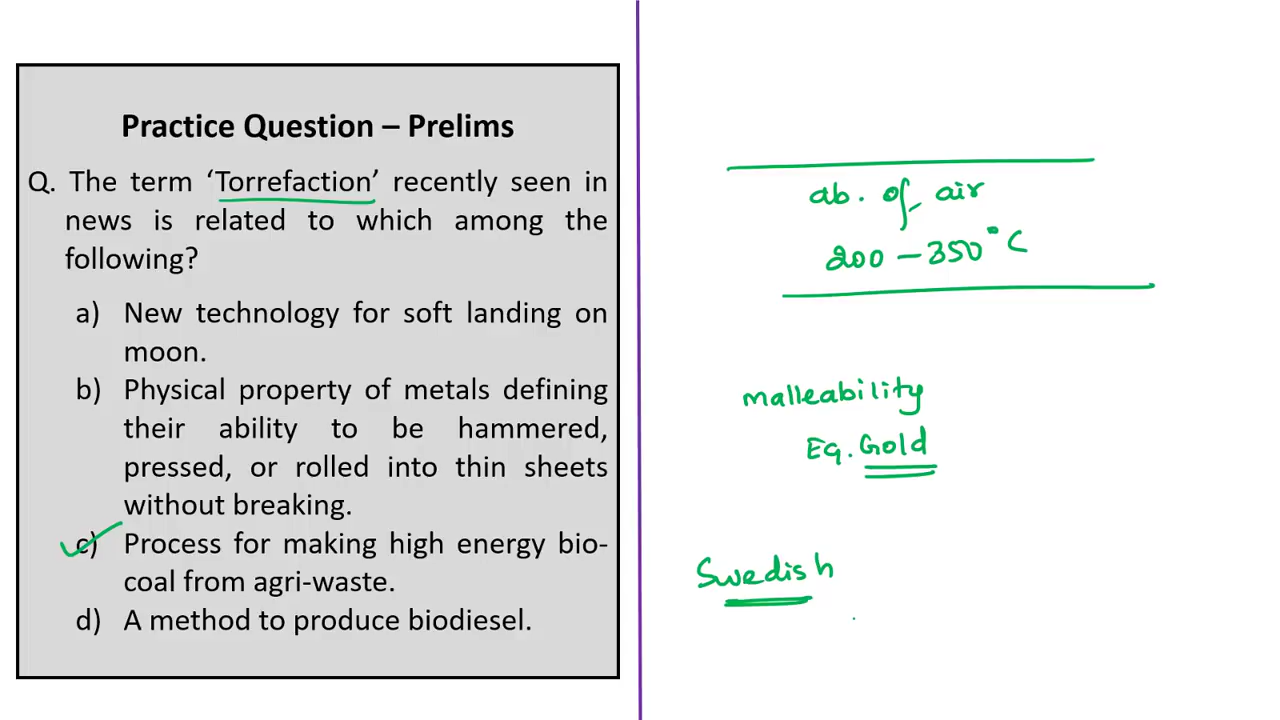 Practice Question – Prelims
Q. The term ‘Torrefaction’ recently seen in
news is related to which among the
following?
a) New technology for soft landing on
moon.
b) Physical property of metals defining
their ability to be hammered,
pressed, or rolled into thin sheets
without breaking.
c) Process for making high energy bio-
coal from agri-waste.
d) A method to produce biodiesel.
ab. of air
200 – 350°C
malleability
Eg. Gold
Swedish